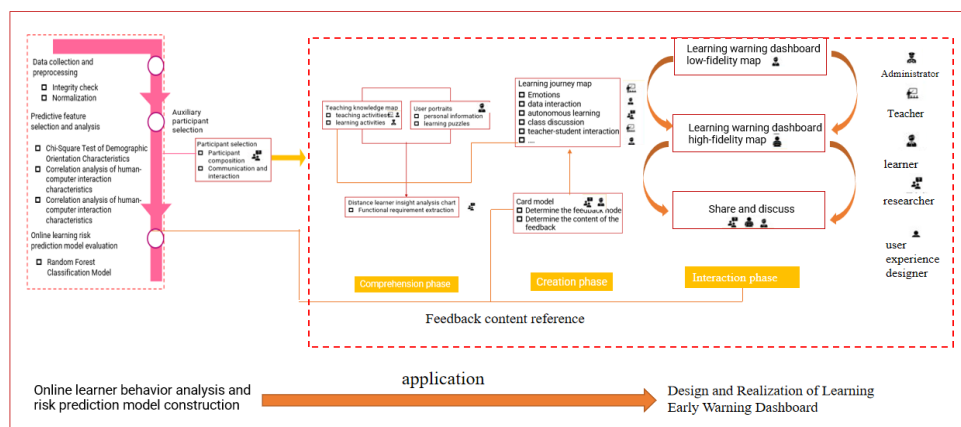 Data collection and
preprocessing
Integrity check
Normalization
Predictive feature
selection and analysis
Chi-Square Test of Demographic
Orientation Characteristics
Correlation analysis of human-
computer interaction
characteristics
Correlation analysis of human-
computer interaction
characteristics
Online learning risk
prediction model evaluation
Random Forest
Classification Model
Auxiliary
participant
selection
Participant selection
Participant
composition
Communication and
interaction
Teaching knowledge map
teaching activities
learning activities
User portraits
personal information
learning puzzles
Distance learner insight analysis chart
Functional requirement extraction
Comprehension phase
Learning journey map
Emotions
data interaction
autonomous learning
class discussion
teacher-student interaction
....
Card model
Determine the feedback node
Determine the content of the
feedback
Creation phase
Learning warning dashboard
low-fidelity map
Learning warning dashboard
high-fidelity map
Share and discuss
Interaction phase
Administrator
Teacher
learner
researcher
user
experience
designer
Feedback content reference
Online learner behavior analysis and
risk prediction model construction
application
Design and Realization of Learning
Early Warning Dashboard